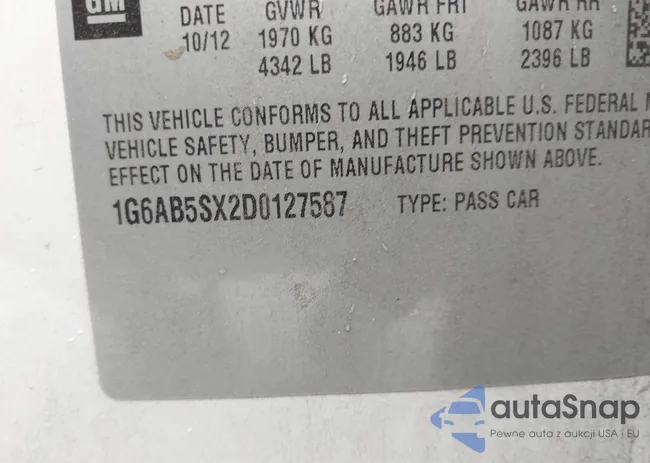 GM
DATE GVWR GAWR FRT GAWR RR
10/12 1970 KG 883 KG 1087 KG
4342 LB 1946 LB 2396 LB
THIS VEHICLE CONFORMS TO ALL APPLICABLE U.S. FEDERAL
VEHICLE SAFETY, BUMPER, AND THEFT PREVENTION STANDAR
EFFECT ON THE DATE OF MANUFACTURE SHOWN ABOVE.
1G6AB5SX2D0127587 TYPE: PASS CAR
autaSnap
Pewne auta z aukcji USA i EU